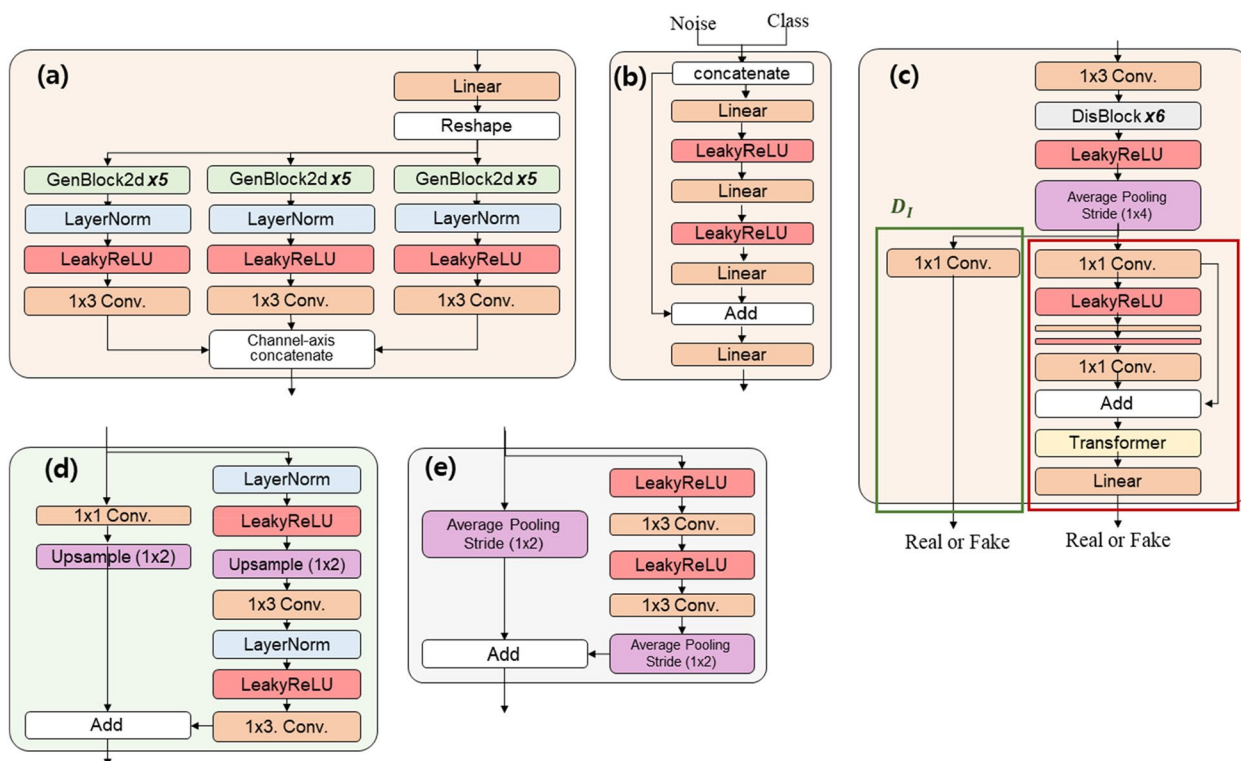 (a)
Linear
Reshape
GenBlock2d x5
GenBlock2d x5
GenBlock2d x5
LayerNorm
LayerNorm
LayerNorm
LeakyReLU
LeakyReLU
LeakyReLU
1x3 Conv.
1x3 Conv.
1x3 Conv.
Channel-axis
concatenate
Noise
Class
(b)
concatenate
Linear
LeakyReLU
Linear
LeakyReLU
Linear
Add
Linear
(c)
1x3 Conv.
DisBlock x6
LeakyReLU
Average Pooling
Stride (1x4)
D_I
1x1 Conv.
1x1 Conv.
LeakyReLU
1x1 Conv.
Add
Transformer
Linear
Real or Fake
Real or Fake
(d)
LayerNorm
1x1 Conv.
LeakyReLU
Upsample (1x2)
Upsample (1x2)
1x3 Conv.
LayerNorm
LeakyReLU
Add
1x3. Conv.
(e)
LeakyReLU
Average Pooling
Stride (1x2)
1x3 Conv.
LeakyReLU
1x3 Conv.
Add
Average Pooling
Stride (1x2)